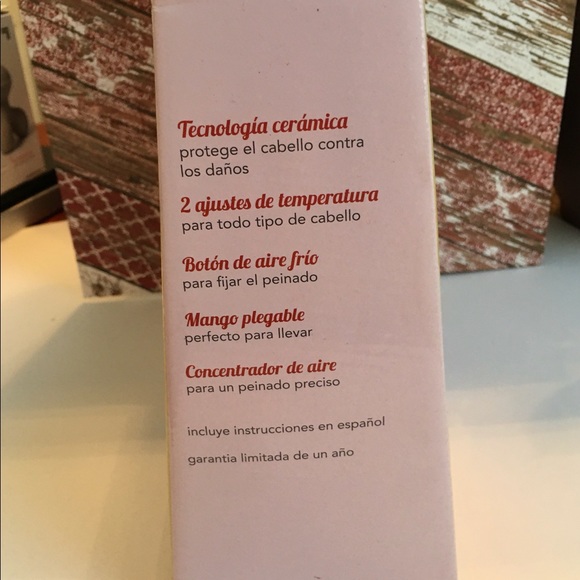 Tecnología cerámica
protege el cabello contra
los daños
2 ajustes de temperatura
para todo tipo de cabello
Botón de aire frío
para fijar el peinado
Mango plegable
perfecto para llevar
Concentrador de aire
para un peinado preciso
incluye instrucciones en español
garantia limitada de un año